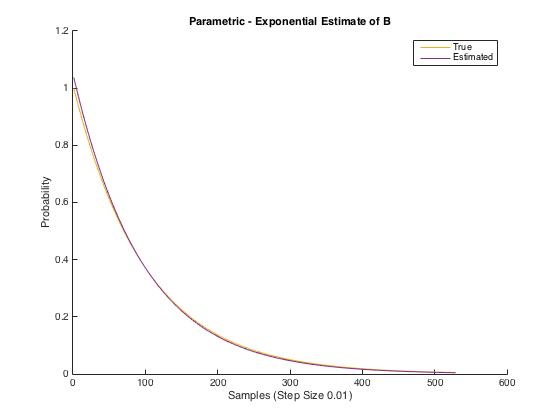 Parametric - Exponential Estimate of B
True
Estimated
1.2
1
0.8
0.6
0.4
0.2
0
Probability
0 100 200 300 400 500 600
Samples (Step Size 0.01)